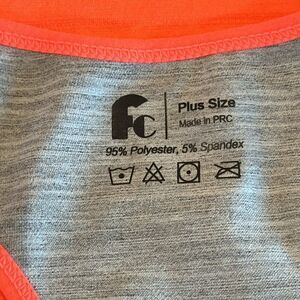 Fc
Plus Size
Made in PRC
95% Polyester, 5% Spandex